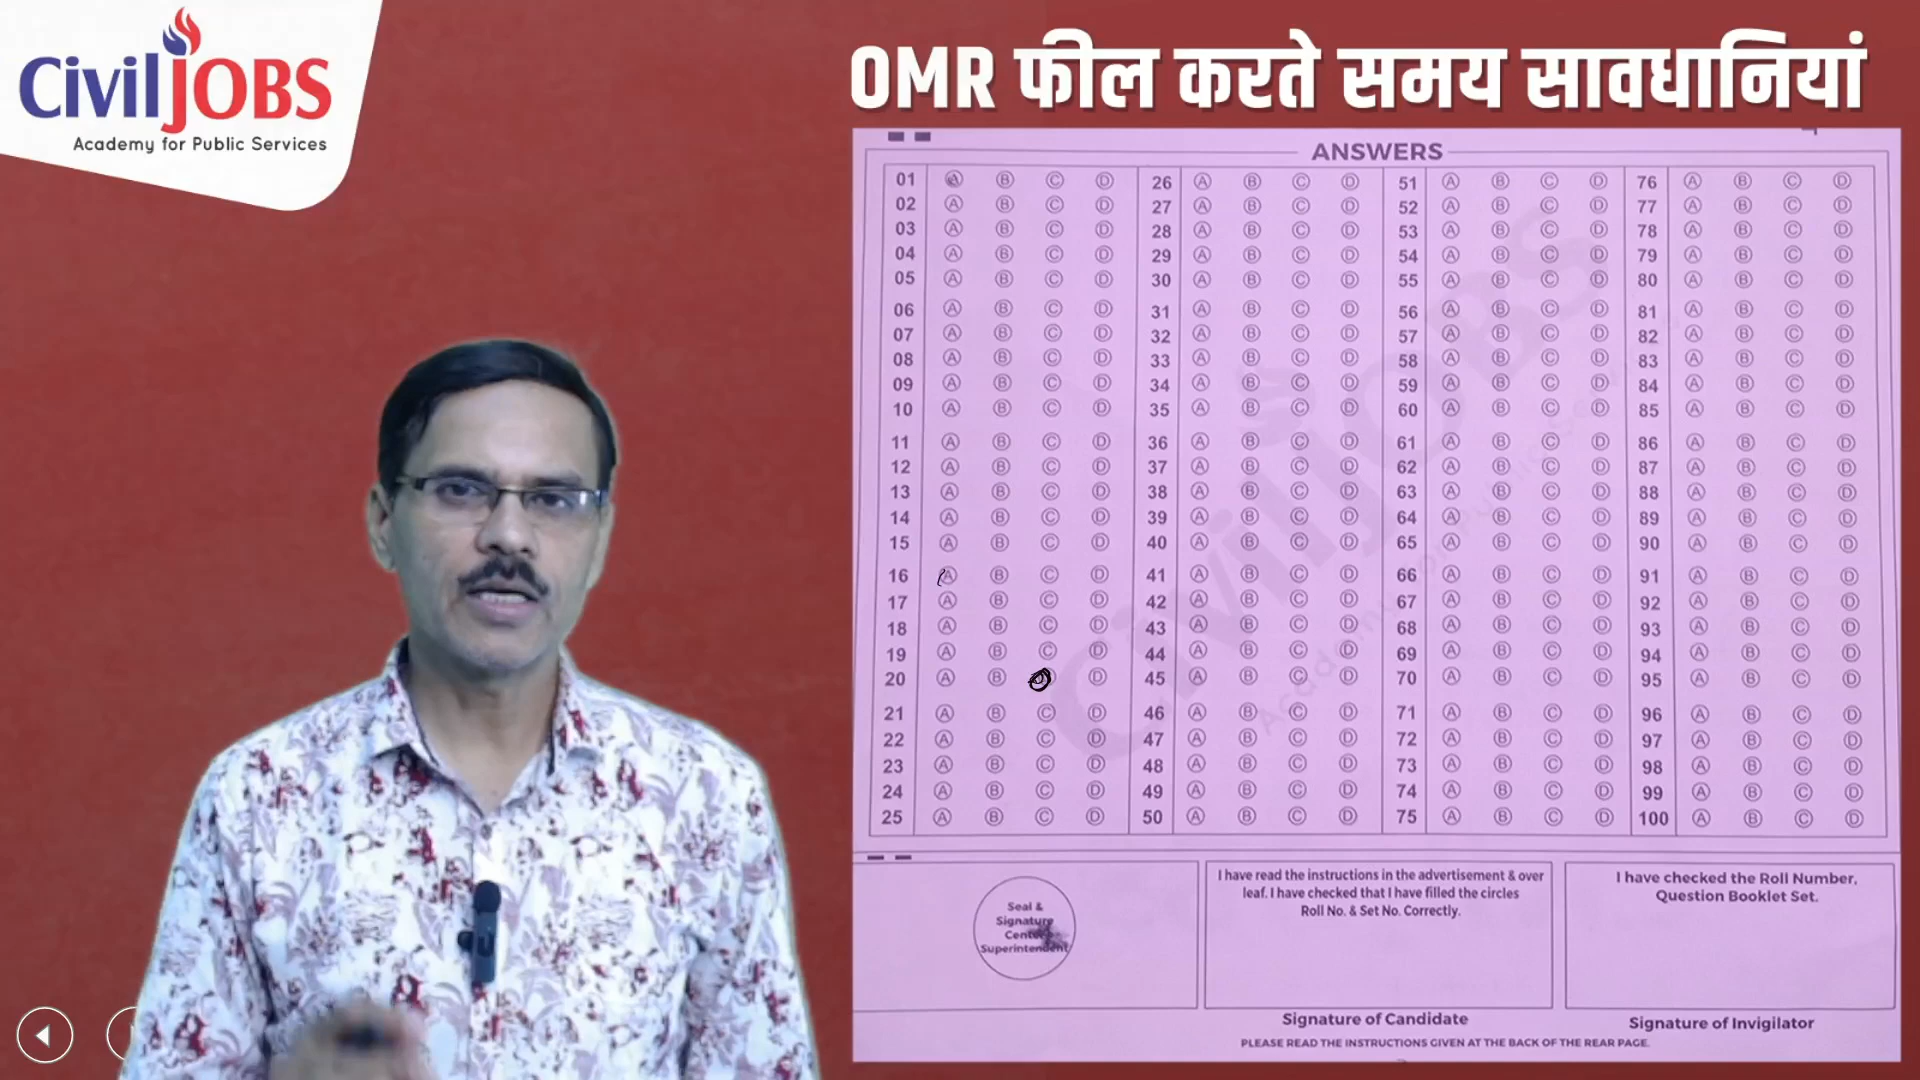 Civil JOBS
Academy for Public Services
OMR फील करते समय सावधानियां
ANSWERS
01 A B C D 26 A B C D 51 A B C D 76 A B C D
02 A B C D 27 A B C D 52 A B C D 77 A B C D
03 A B C D 28 A B C D 53 A B C D 78 A B C D
04 A B C D 29 A B C D 54 A B C D 79 A B C D
05 A B C D 30 A B C D 55 A B C D 80 A B C D
06 A B C D 31 A B C D 56 A B C D 81 A B C D
07 A B C D 32 A B C D 57 A B C D 82 A B C D
08 A B C D 33 A B C D 58 A B C D 83 A B C D
09 A B C D 34 A B C D 59 A B C D 84 A B C D
10 A B C D 35 A B C D 60 A B C D 85 A B C D
11 A B C D 36 A B C D 61 A B C D 86 A B C D
12 A B C D 37 A B C D 62 A B C D 87 A B C D
13 A B C D 38 A B C D 63 A B C D 88 A B C D
14 A B C D 39 A B C D 64 A B C D 89 A B C D
15 A B C D 40 A B C D 65 A B C D 90 A B C D
16 A B C D 41 A B C D 66 A B C D 91 A B C D
17 A B C D 42 A B C D 67 A B C D 92 A B C D
18 A B C D 43 A B C D 68 A B C D 93 A B C D
19 A B C D 44 A B C D 69 A B C D 94 A B C D
20 A B D 45 A B C D 70 A B C D 95 A B C D
21 A B C D 46 A B C D 71 A B C D 96 A B C D
22 A B C D 47 A B C D 72 A B C D 97 A B C D
23 A B C D 48 A B C D 73 A B C D 98 A B C D
24 A B C D 49 A B C D 74 A B C D 99 A B C D
25 A B C D 50 A B C D 75 A B C D 100 A B C D
Civil JOBS
Academy for Public Services
Seal &
Signature
Centre
Superintendent
I have read the instructions in the advertisement & over
leaf. I have checked that I have filled the circles
Roll No. & Set No. Correctly.
Signature of Candidate
I have checked the Roll Number,
Question Booklet Set.
Signature of Invigilator
PLEASE READ THE INSTRUCTIONS GIVEN AT THE BACK OF THE REAR PAGE.